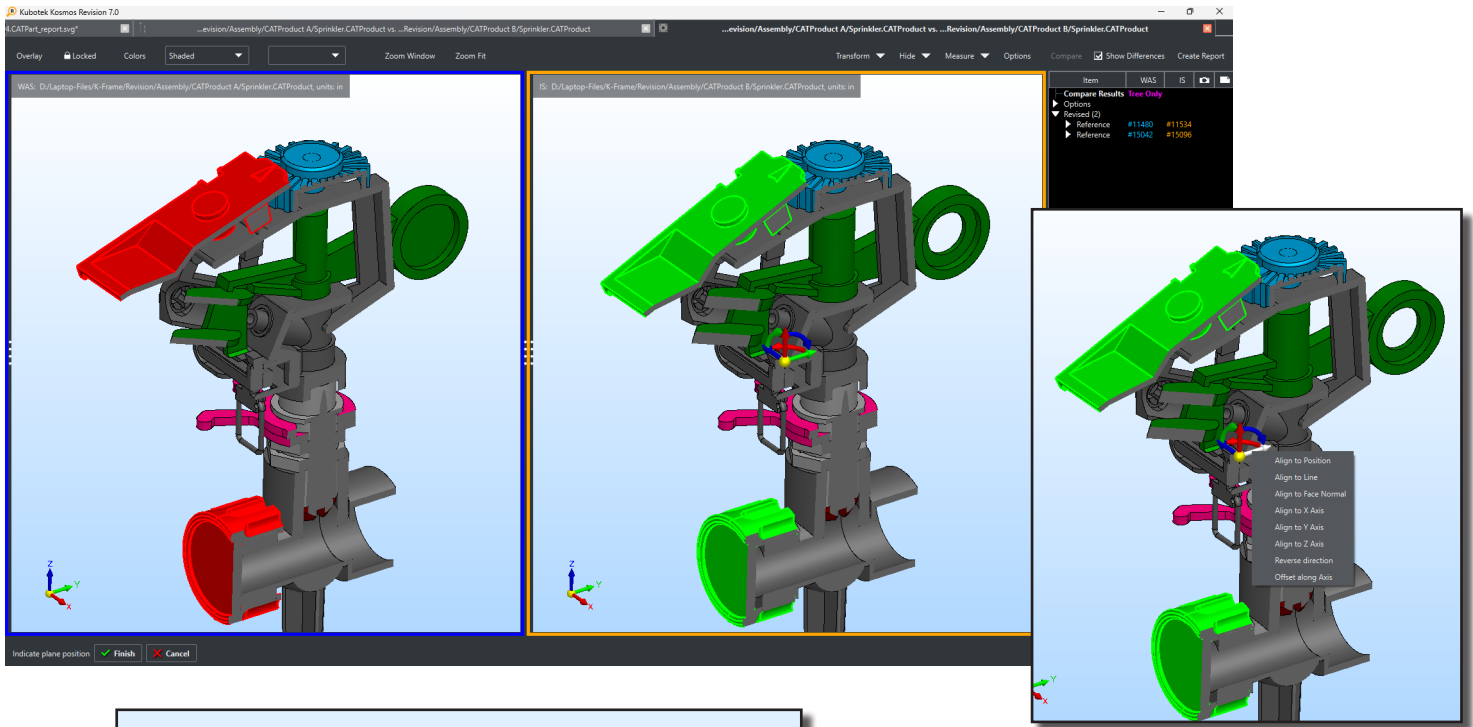 Kubotek Kosmos Revision 7.0
4.CATPart_report.svg* ...evision/Assembly/CATProduct A/Sprinkler.CATProduct vs. ...Revision/Assembly/CATProduct B/Sprinkler.CATProduct ...evision/Assembly/CATProduct A/Sprinkler.CATProduct vs. ...Revision/Assembly/CATProduct B/Sprinkler.CATProduct
Overlay Locked Colors Shaded Zoom Window Zoom Fit Transform Hide Measure Options Compare Show Differences Create Report
WAS: D:/Laptop-Files/K-Frame/Revision/Assembly/CATProduct A/Sprinkler.CATProduct, units: in
IS: D:/Laptop-Files/K-Frame/Revision/Assembly/CATProduct B/Sprinkler.CATProduct, units: in
Item WAS IS
Compare Results Tree Only
Options
Revised (2)
Reference #11480 #11534
Reference #15042 #15096
Z
Y
X
Z
Y
X
Align to Position
Align to Line
Align to Face Normal
Align to X Axis
Align to Y Axis
Align to Z Axis
Reverse direction
Offset along Axis
Y
X
Indicate plane position Finish Cancel